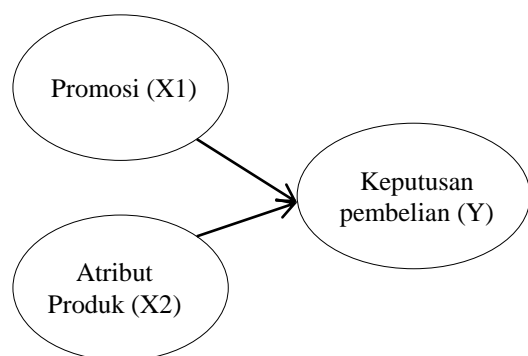 Promosi (X1)
Keputusan
pembelian (Y)
Atribut
Produk (X2)